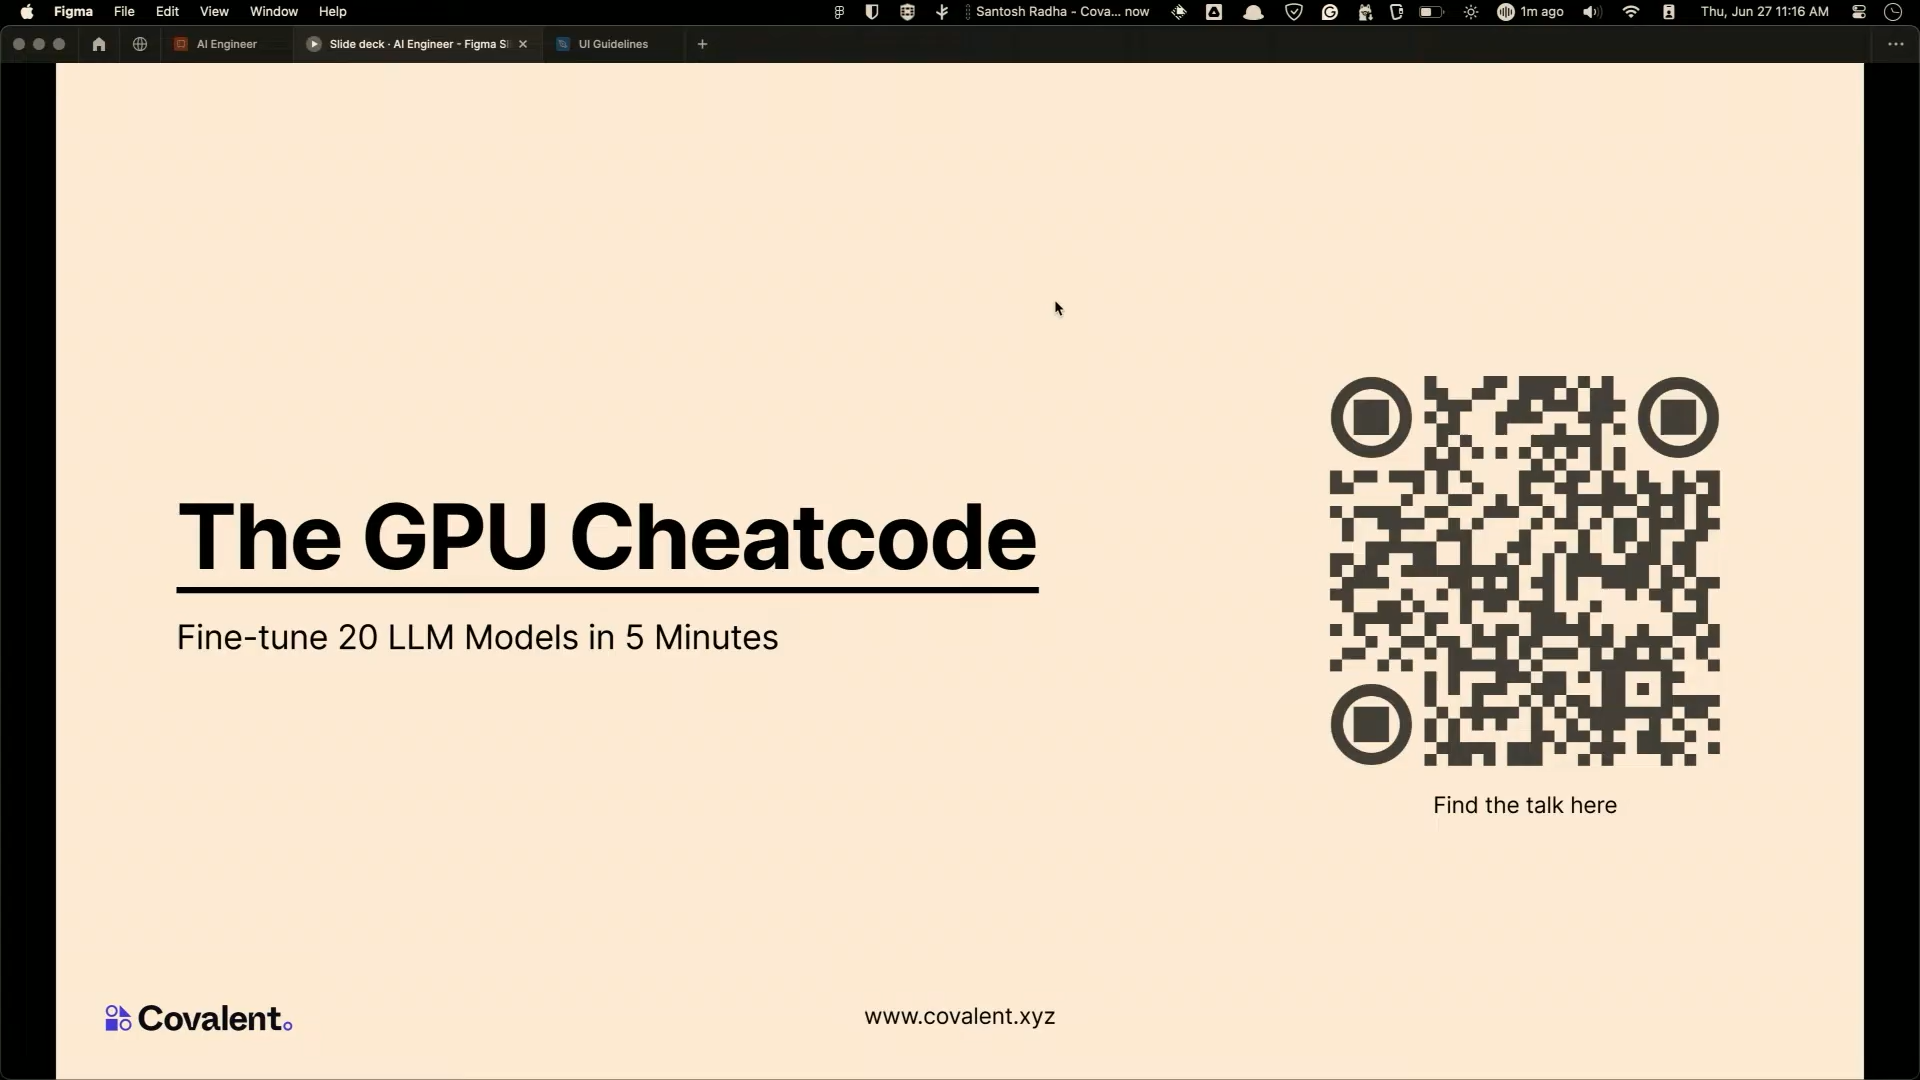 Figma File Edit View Window Help Santosh Radha - Cova... now 1m ago Thu, Jun 27 11:16 AM
AI Engineer Slide deck · AI Engineer - Figma Sl UI Guidelines
The GPU Cheatcode
Fine-tune 20 LLM Models in 5 Minutes
Find the talk here
Covalent
www.covalent.xyz